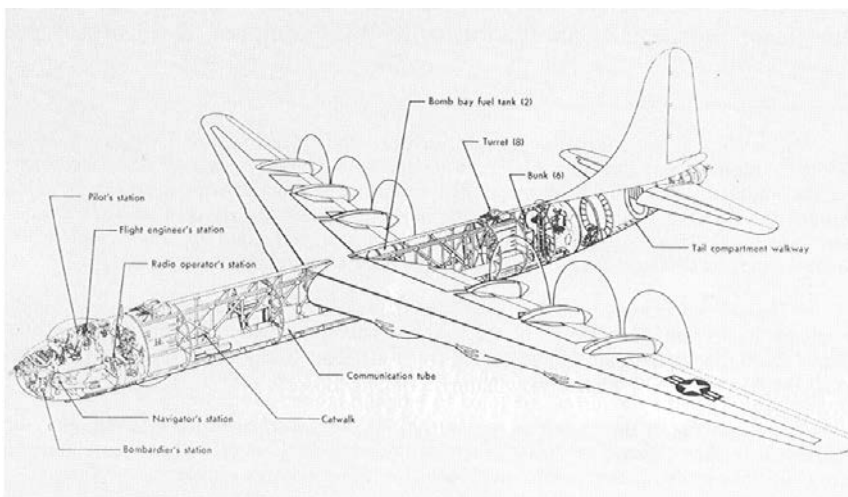 Bomb bay fuel tank (2)
Turret (8)
Bunk (6)
Pilot's station
Flight engineer's station
Radio operator's station
Tail compartment walkway
Communication tube
Catwalk
Navigator's station
Bombardier's station